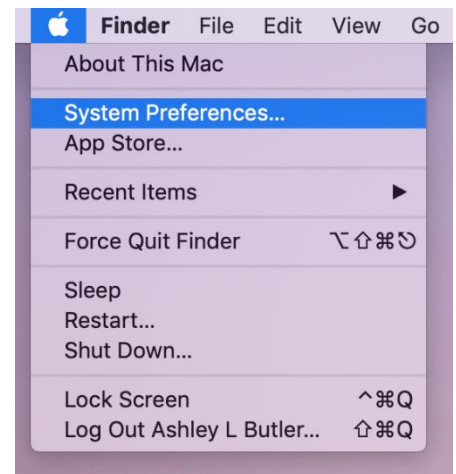 Finder File Edit View Go
About This Mac
System Preferences...
App Store...
Recent Items ▶
Force Quit Finder ⌥⇧⌘⎋
Sleep
Restart...
Shut Down...
Lock Screen ^⌘Q
Log Out Ashley L Butler... ⇧⌘Q